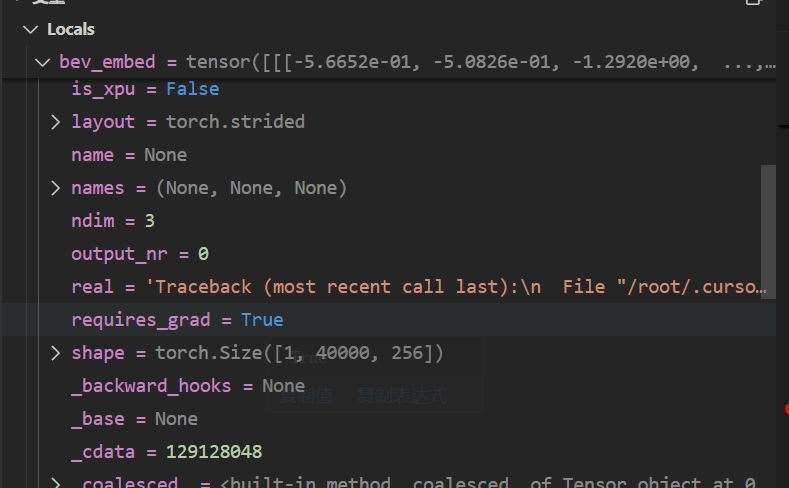 Locals
bev_embed = tensor([[[-5.6652e-01, -5.0826e-01, -1.2920e+00,  ...,…
is_xpu = False
layout = torch.strided
name = None
names = (None, None, None)
ndim = 3
output_nr = 0
real = 'Traceback (most recent call last):\n  File "/root/.curso…
requires_grad = True
shape = torch.Size([1, 40000, 256])
True
_backward_hooks = None
复制值 复制表达式
_base = None
_cdata = 129128048
_coalesced_ = <built-in method _coalesced_ of Tensor object at 0